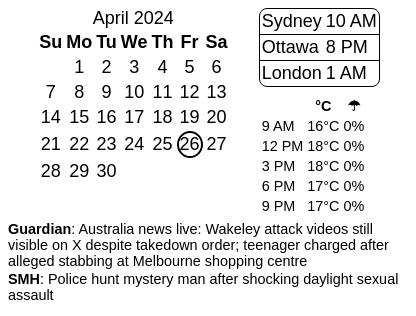 April 2024
Su Mo Tu We Th Fr Sa
1 2 3 4 5 6
7 8 9 10 11 12 13
14 15 16 17 18 19 20
21 22 23 24 25 26 27
28 29 30
Sydney 10 AM
Ottawa 8 PM
London 1 AM
°C ☂
9 AM 16°C 0%
12 PM 18°C 0%
3 PM 18°C 0%
6 PM 17°C 0%
9 PM 17°C 0%
Guardian: Australia news live: Wakeley attack videos still
visible on X despite takedown order; teenager charged after
alleged stabbing at Melbourne shopping centre
SMH: Police hunt mystery man after shocking daylight sexual
assault